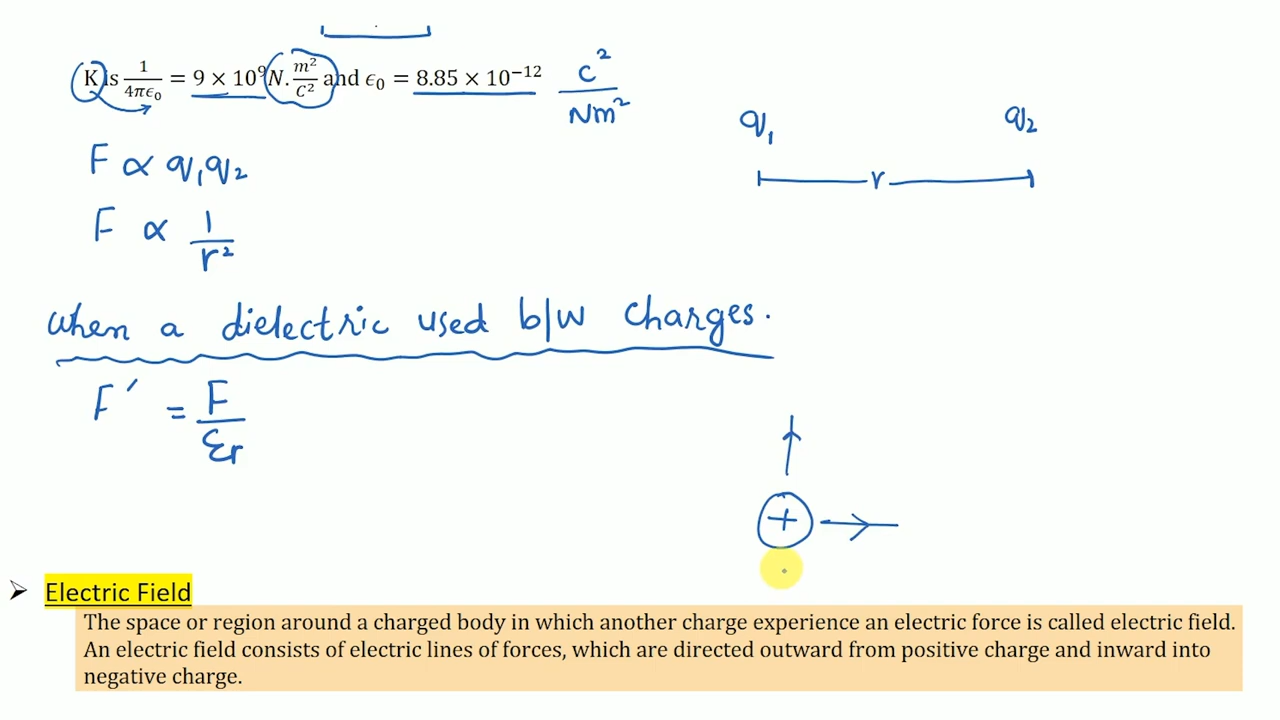 K is 1/4πϵ₀ = 9 × 10⁹ N. m²/C² and ϵ₀ = 8.85 × 10⁻¹² c²/Nm²
q₁ q₂
r
F ∝ q₁q₂
F ∝ 1/r²
when a dielectric used b/w charges.
F′ = F/εr
+
➢ Electric Field
The space or region around a charged body in which another charge experience an electric force is called electric field.
An electric field consists of electric lines of forces, which are directed outward from positive charge and inward into
negative charge.